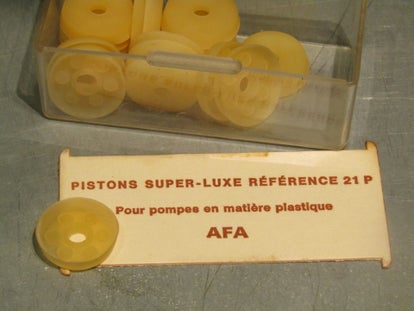 PISTONS SUPER-LUXE RÉFÉRENCE 21 P
Pour pompes en matière plastique
AFA